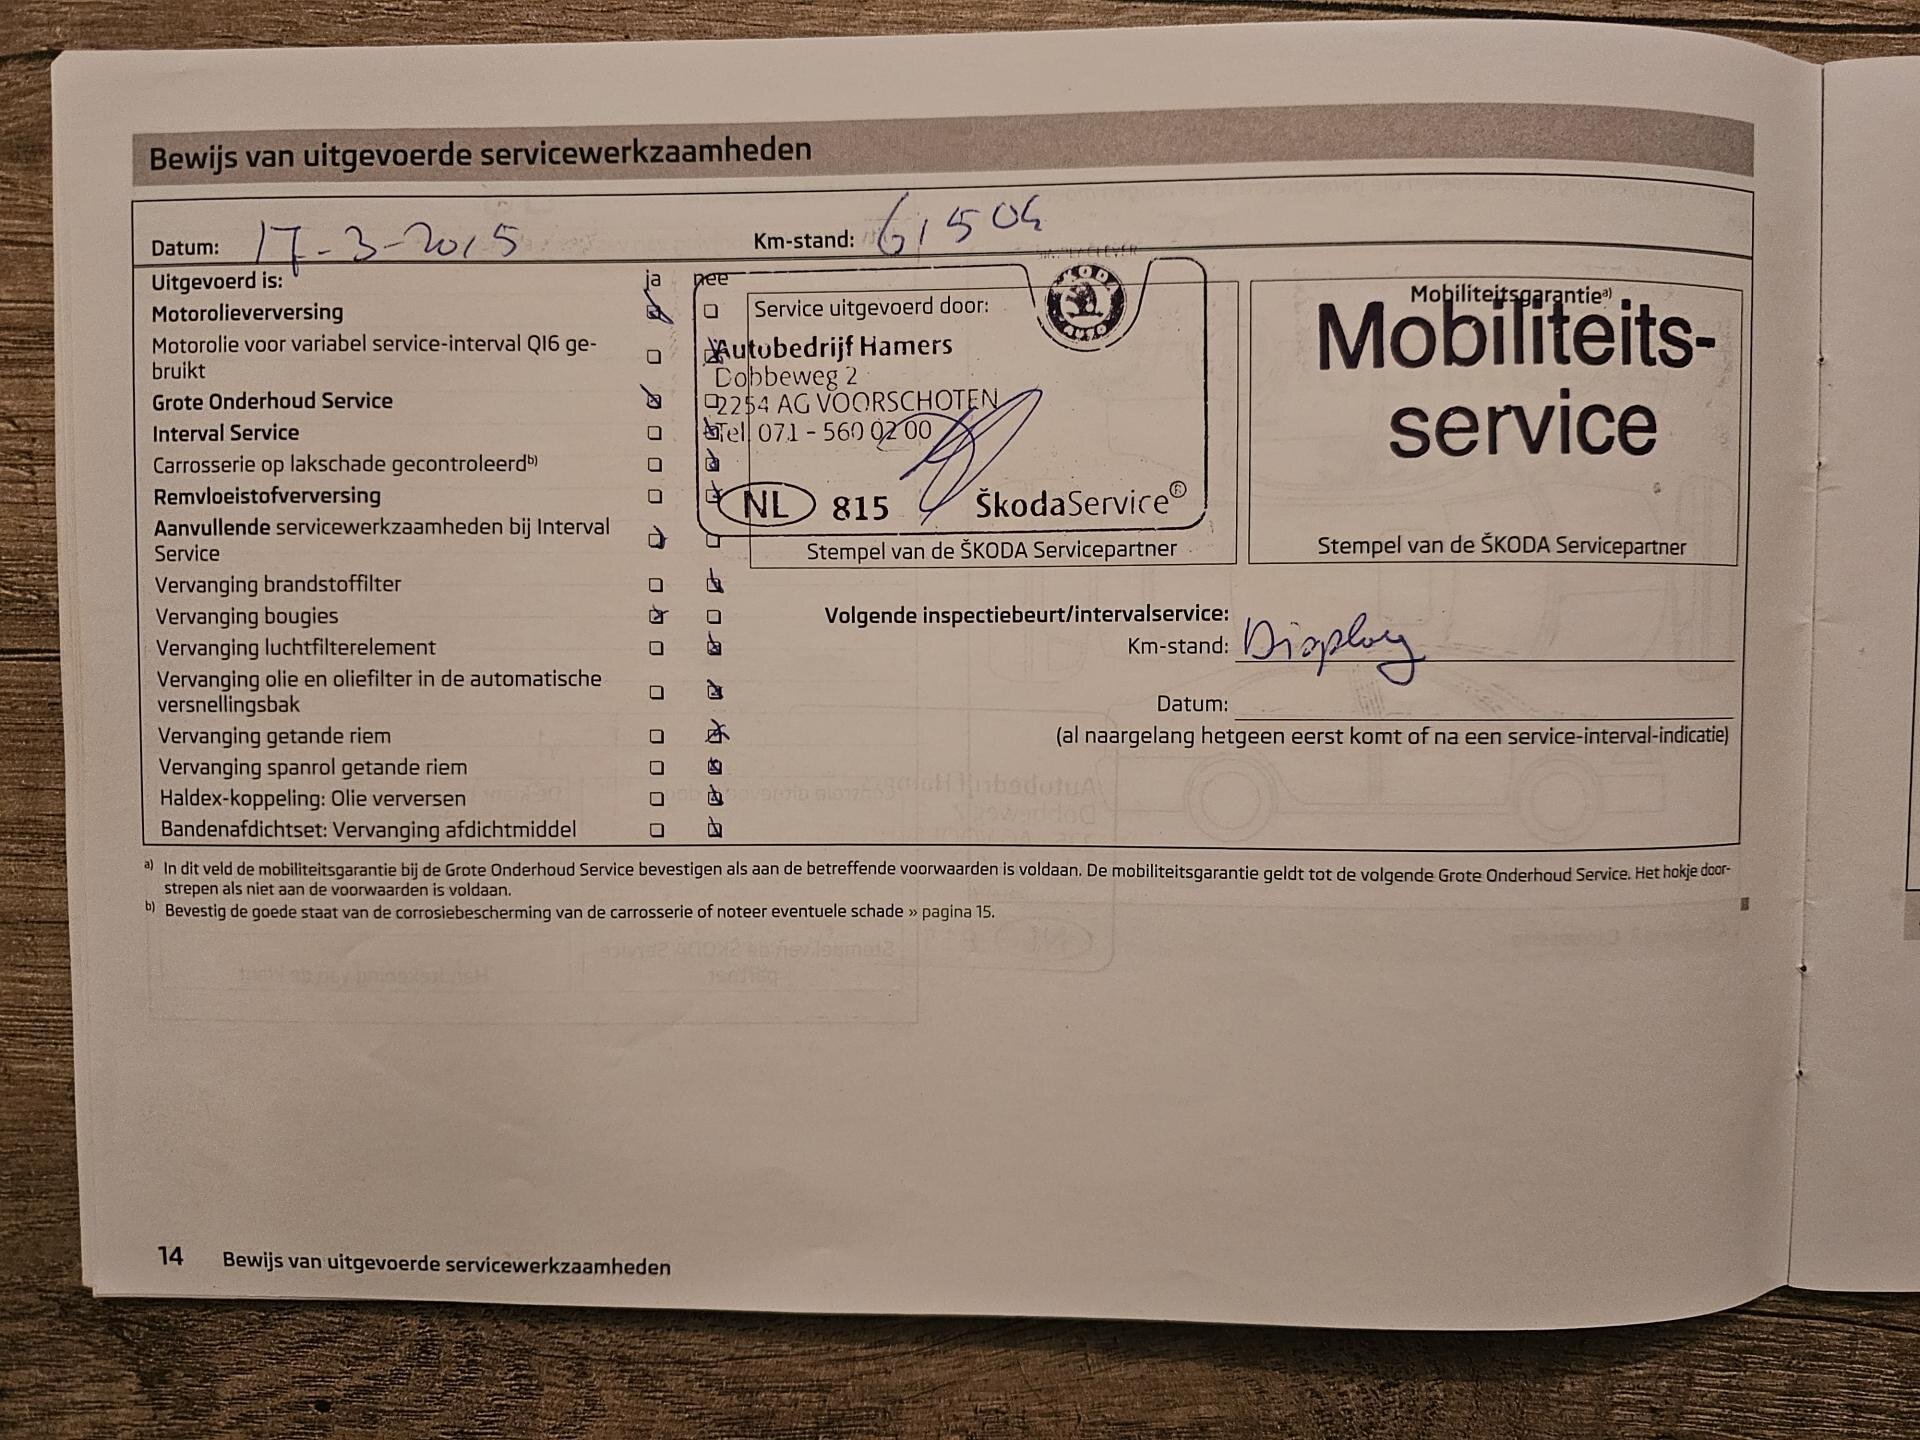 Bewijs van uitgevoerde servicewerkzaamheden
Datum: 17-3-2015 Km-stand: 61504
Uitgevoerd is: ja nee
Motorolieverversing
Motorolie voor variabel service-interval QI6 ge-
bruikt
Grote Onderhoud Service
Interval Service
Carrosserie op lakschade gecontroleerd b)
Remvloeistofverversing
Aanvullende servicewerkzaamheden bij Interval
Service
Vervanging brandstoffilter
Vervanging bougies
Vervanging luchtfilterelement
Vervanging olie en oliefilter in de automatische
versnellingsbak
Vervanging getande riem
Vervanging spanrol getande riem
Haldex-koppeling: Olie verversen
Bandenafdichtset: Vervanging afdichtmiddel
Service uitgevoerd door:
SKODA
AUTO
Autobedrijf Hamers
Dobbeweg 2
2254 AG VOORSCHOTEN
Tel 071 - 560 02 00
NL 815 ŠkodaService®
Stempel van de ŠKODA Servicepartner
Mobiliteitsgarantie a)
Mobiliteits-
service
Stempel van de ŠKODA Servicepartner
Volgende inspectiebeurt/intervalservice:
Km-stand: Display
Datum:
(al naargelang hetgeen eerst komt of na een service-interval-indicatie)
a) In dit veld de mobiliteitsgarantie bij de Grote Onderhoud Service bevestigen als aan de betreffende voorwaarden is voldaan. De mobiliteitsgarantie geldt tot de volgende Grote Onderhoud Service. Het hokje door-
strepen als niet aan de voorwaarden is voldaan.
b) Bevestig de goede staat van de corrosiebescherming van de carrosserie of noteer eventuele schade » pagina 15.
14 Bewijs van uitgevoerde servicewerkzaamheden